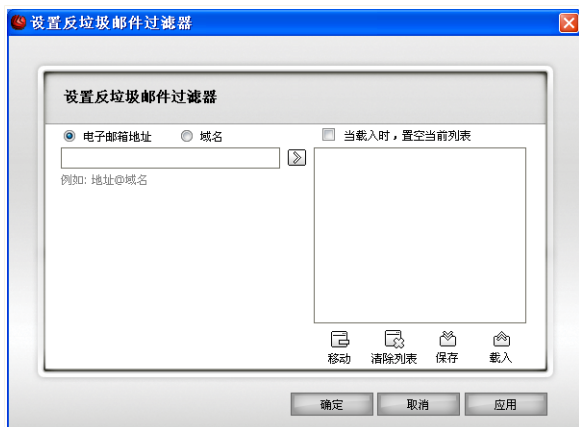 设置反垃圾邮件过滤器
设置反垃圾邮件过滤器
电子邮箱地址 域名
当载入时，置空当前列表
例如: 地址@域名
移动 清除列表 保存 载入
确定 取消 应用